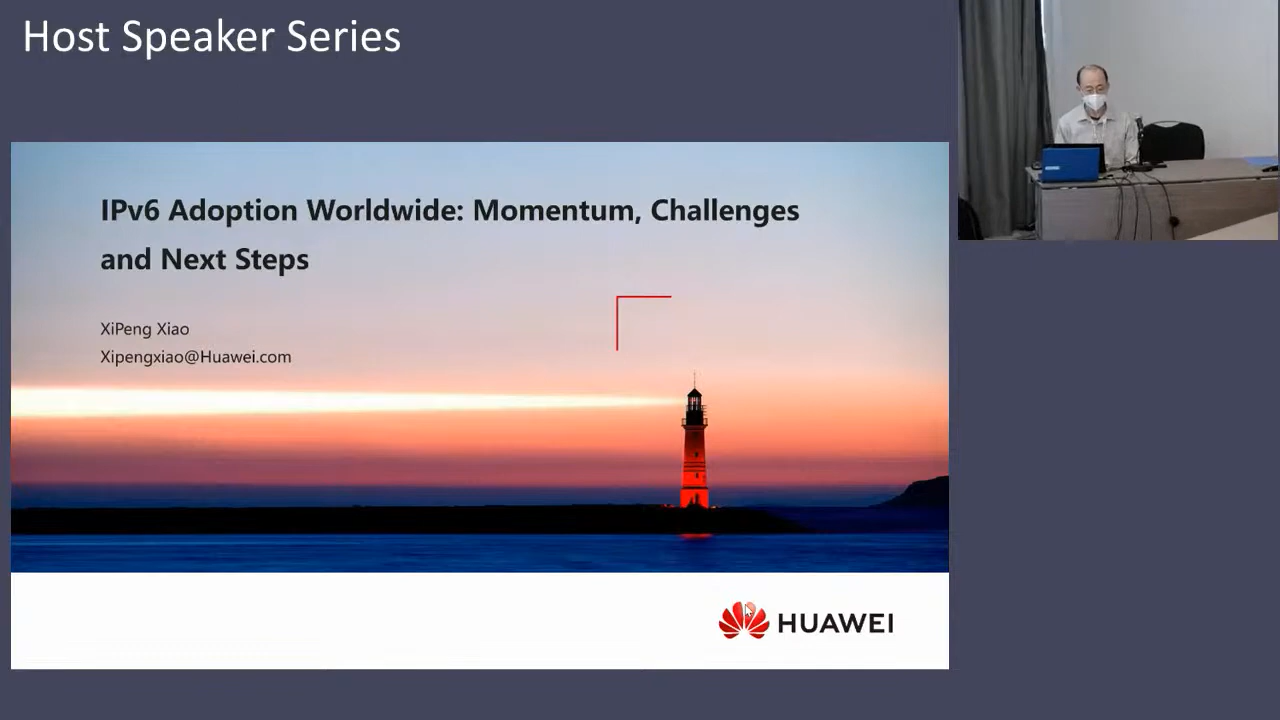 Host Speaker Series
IPv6 Adoption Worldwide: Momentum, Challenges
and Next Steps
XiPeng Xiao
Xipengxiao@Huawei.com
HUAWEI